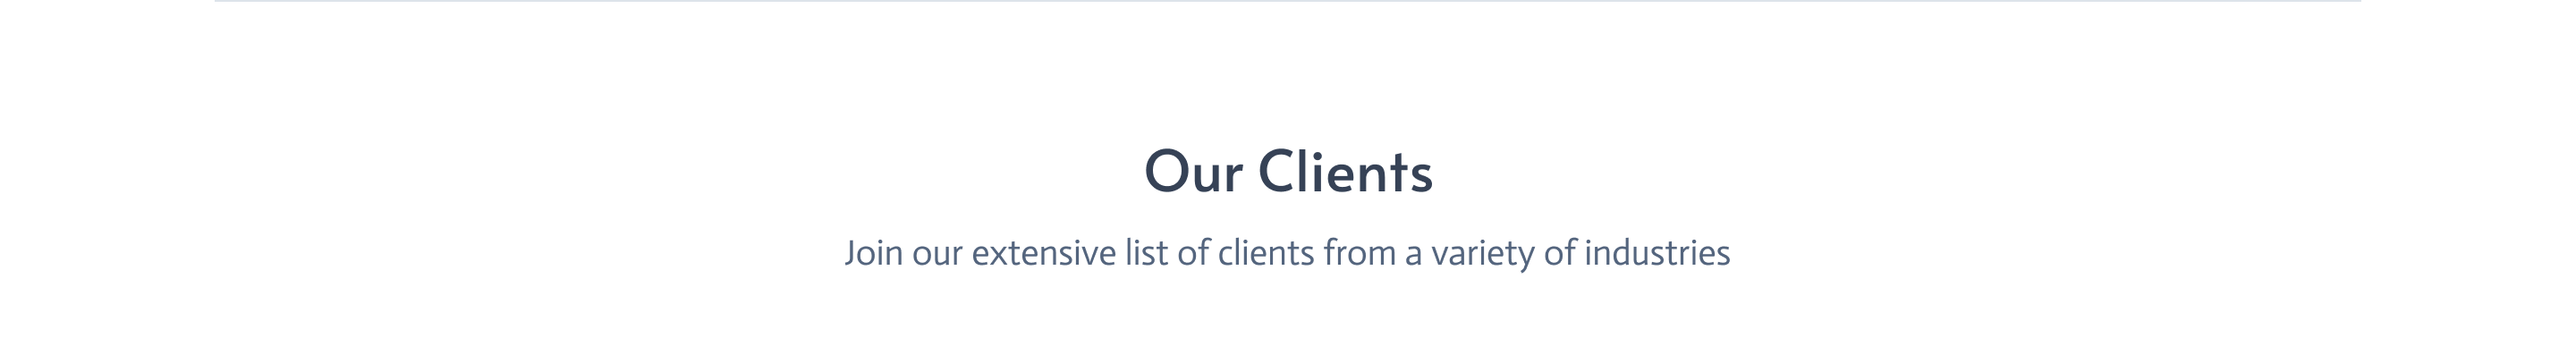 Our Clients
Join our extensive list of clients from a variety of industries